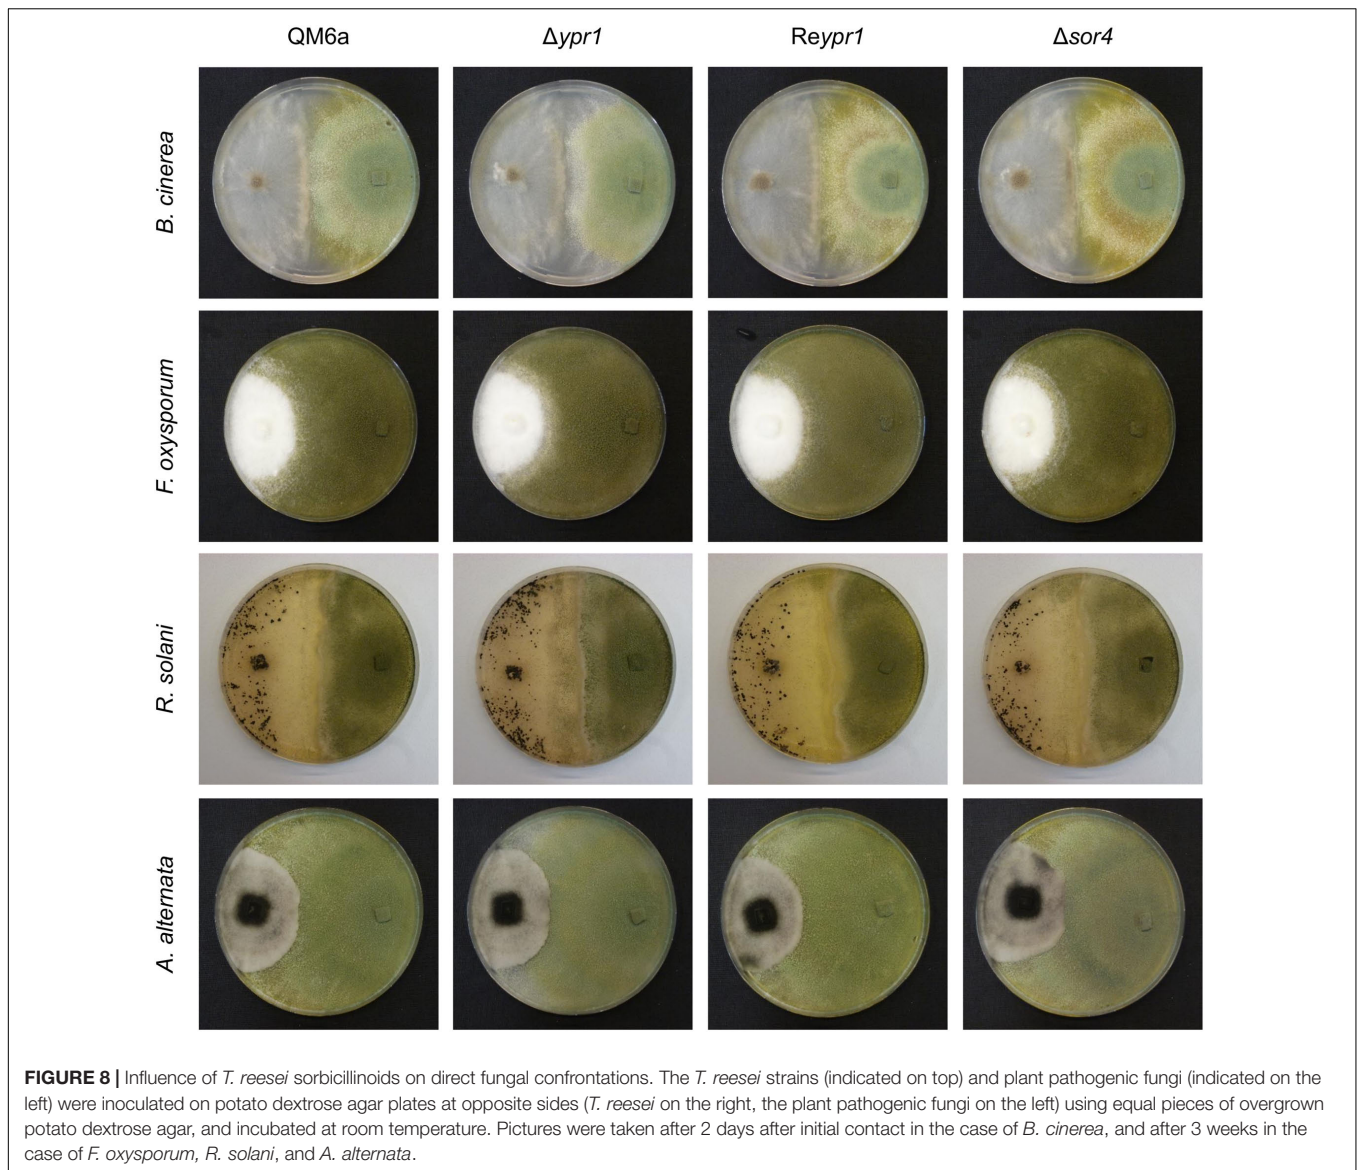 QM6a Δypr1 Reypr1 Δsor4
B. cinerea
F. oxysporum
R. solani
A. alternata
FIGURE 8 | Influence of T. reesei sorbicillinoids on direct fungal confrontations. The T. reesei strains (indicated on top) and plant pathogenic fungi (indicated on the
left) were inoculated on potato dextrose agar plates at opposite sides (T. reesei on the right, the plant pathogenic fungi on the left) using equal pieces of overgrown
potato dextrose agar, and incubated at room temperature. Pictures were taken after 2 days after initial contact in the case of B. cinerea, and after 3 weeks in the
case of F. oxysporum, R. solani, and A. alternata.